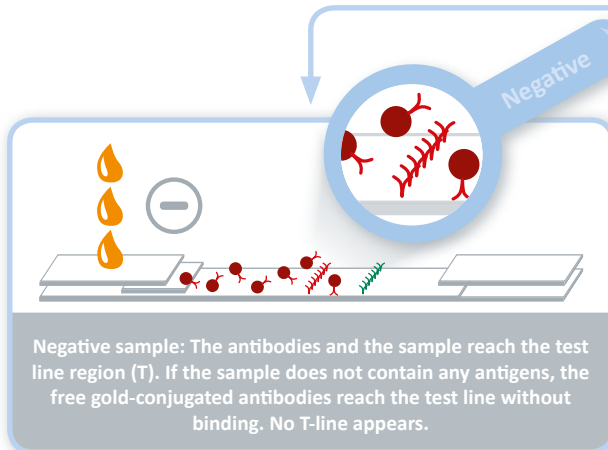 Negative
Negative sample: The antibodies and the sample reach the test
line region (T). If the sample does not contain any antigens, the
free gold-conjugated antibodies reach the test line without
binding. No T-line appears.